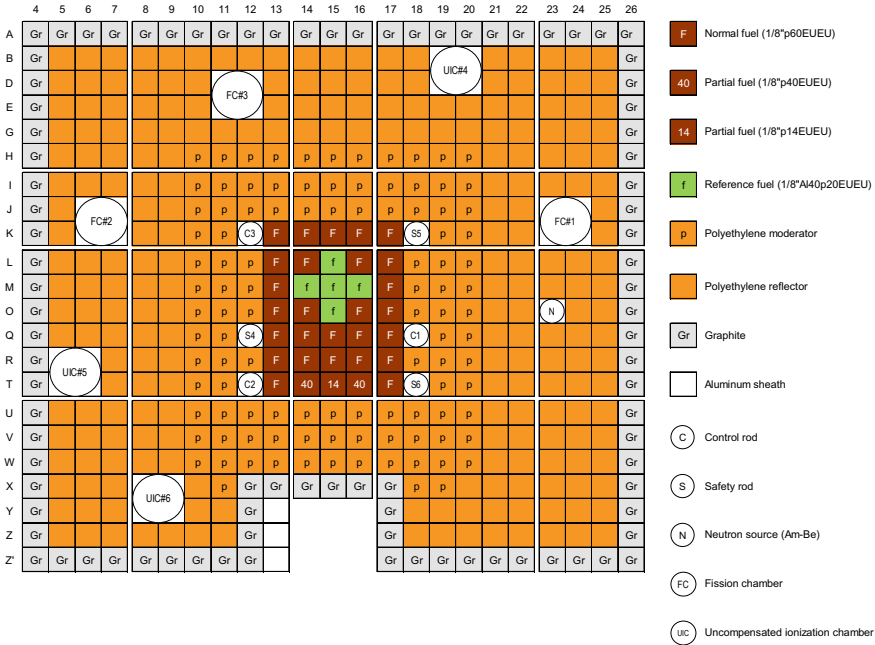 4 5 6 7 8 9 10 11 12 13 14 15 16 17 18 19 20 21 22 23 24 25 26
A Gr Gr Gr Gr Gr Gr Gr Gr Gr Gr Gr Gr Gr Gr Gr Gr Gr Gr Gr Gr Gr Gr Gr
B Gr
UIC#4
D Gr Gr
FC#3
E Gr Gr
G Gr Gr
H Gr p p p p p p p p p p p Gr
I Gr p p p p p p p p p p p Gr
J Gr p p p p p p p p p p p Gr
FC#2 FC#1
K Gr p p C3 F F F F F S5 p p Gr
L Gr p p p F F f F F p p p Gr
M Gr p p p F f f f F p p p Gr
O Gr p p p F F f F F p p p N Gr
Q Gr p p S4 F F F F F C1 p p Gr
R Gr UIC#5 p p p F F F F F p p p Gr
T Gr p p C2 F 40 14 40 F S6 p p Gr
U Gr p p p p p p p p p p p Gr
V Gr p p p p p p p p p p p Gr
W Gr p p p p p p p p p p p Gr
X Gr p Gr Gr Gr Gr Gr Gr p p Gr
UIC#6
Y Gr Gr Gr Gr
Z Gr Gr Gr Gr
Z' Gr Gr Gr Gr Gr Gr Gr Gr Gr Gr Gr Gr Gr Gr Gr Gr Gr Gr Gr
F Normal fuel (1/8"p60EUEU)
40 Partial fuel (1/8"p40EUEU)
14 Partial fuel (1/8"p14EUEU)
f Reference fuel (1/8"Al40p20EUEU)
p Polyethylene moderator
Polyethylene reflector
Gr Graphite
Aluminum sheath
C Control rod
S Safety rod
N Neutron source (Am-Be)
FC Fission chamber
UIC Uncompensated ionization chamber